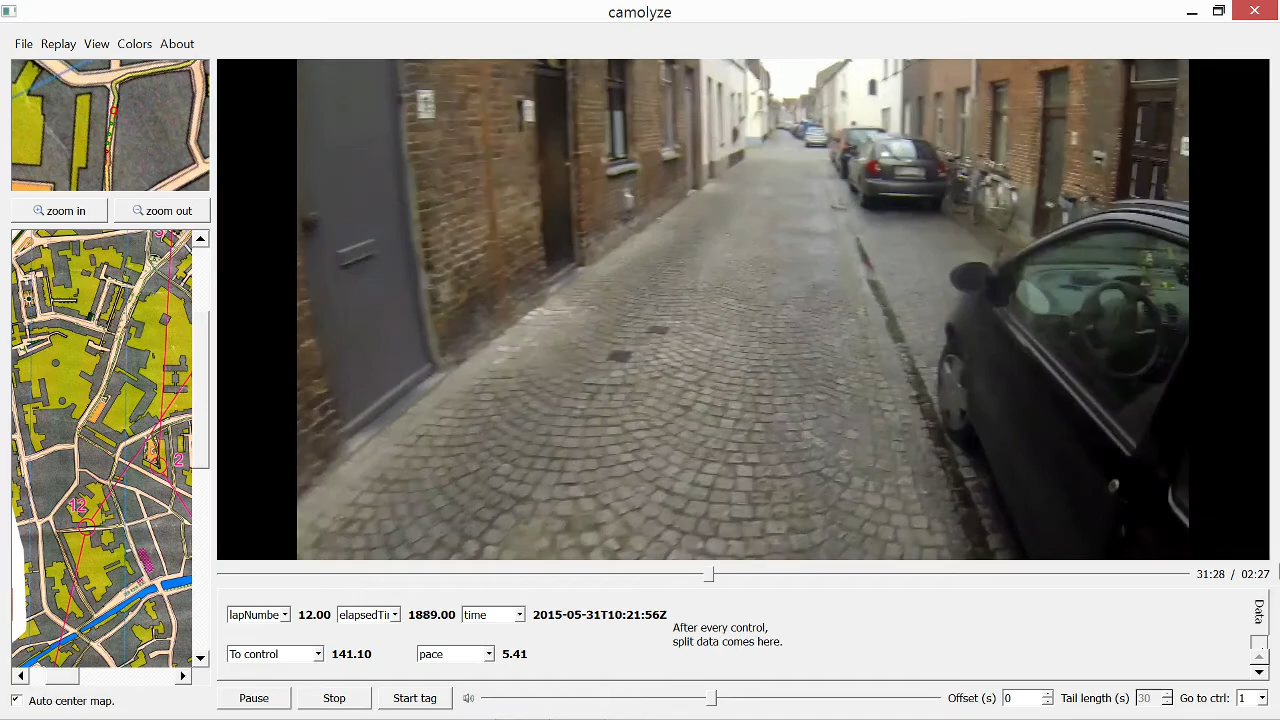 camolyze
File Replay View Colors About
zoom in zoom out
2
12
31:28 / 02:27
lapNumbe 12.00 elapsedTi 1889.00 time 2015-05-31T10:21:56Z
After every control,
split data comes here.
To control 141.10 pace 5.41
Data
Auto center map.
Pause Stop Start tag Offset (s) 0 Tail length (s) 30 Go to ctrl: 1